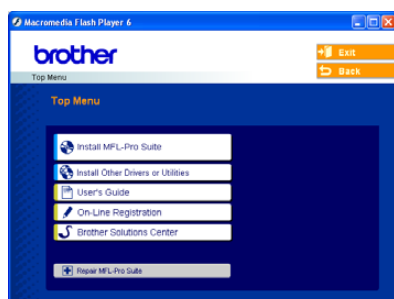 Macromedia Flash Player 6
brother
Exit
Back
Top Menu
Top Menu
Install MFL-Pro Suite
Install Other Drivers or Utilities
User's Guide
On-Line Registration
Brother Solutions Center
Repair MFL-Pro Suite